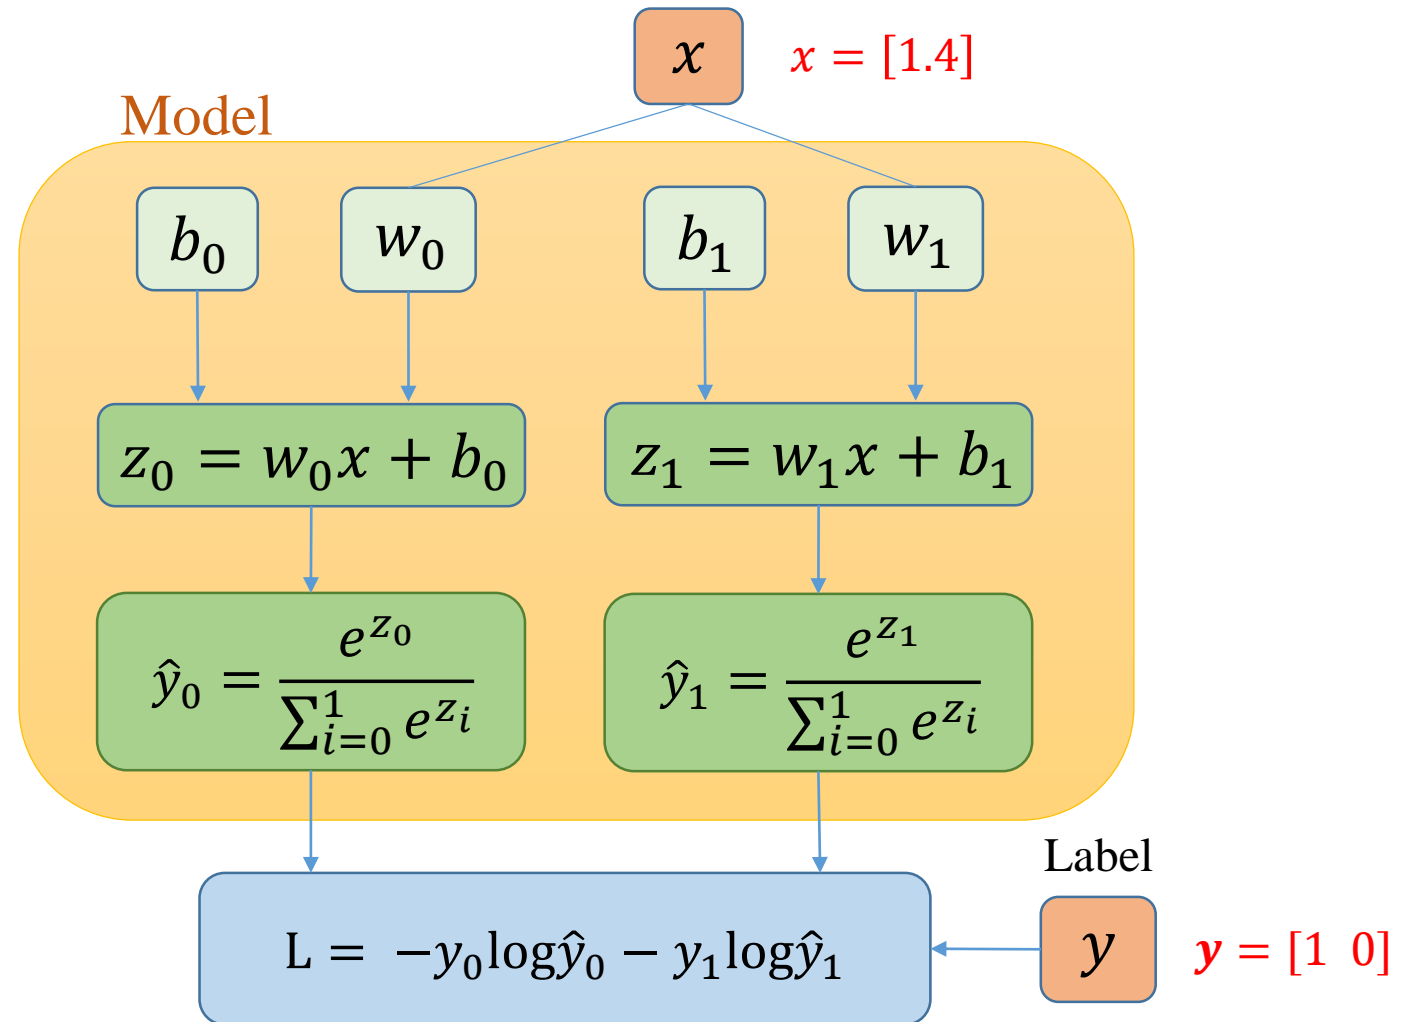 x
x = [1.4]
Model
b₀
w₀
b₁
w₁
z₀ = w₀x + b₀
z₁ = w₁x + b₁
ŷ₀ = e^{z₀} / ∑_{i=0}^{1} e^{z_i}
ŷ₁ = e^{z₁} / ∑_{i=0}^{1} e^{z_i}
Label
L = −y₀logŷ₀ − y₁logŷ₁
y
y = [1 0]